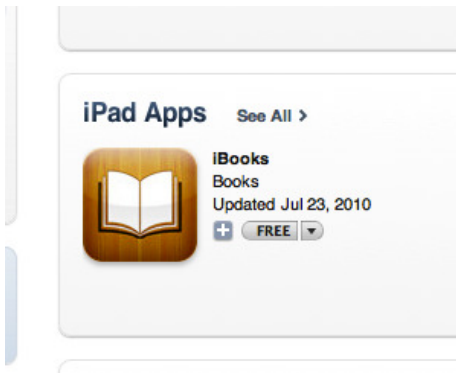 iPad Apps See All >
iBooks
Books
Updated Jul 23, 2010
FREE